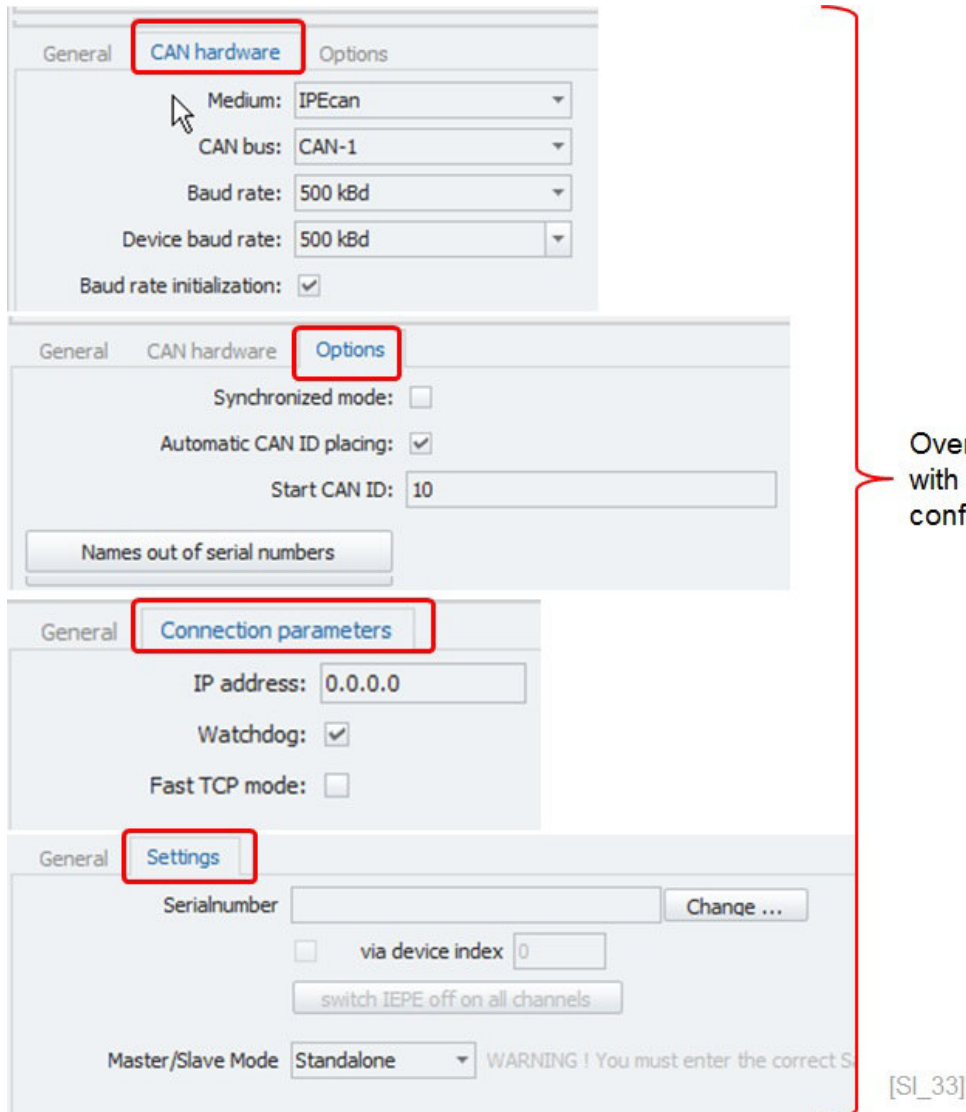 General CAN hardware Options
Medium: IPEcan
CAN bus: CAN-1
Baud rate: 500 kBd
Device baud rate: 500 kBd
Baud rate initialization:
General CAN hardware Options
Synchronized mode:
Automatic CAN ID placing:
Start CAN ID: 10
Names out of serial numbers
General Connection parameters
IP address: 0.0.0.0
Watchdog:
Fast TCP mode:
General Settings
Serialnumber Change ...
via device index 0
switch IEPE off on all channels
Master/Slave Mode Standalone WARNING ! You must enter the correct
with
[SI_33]